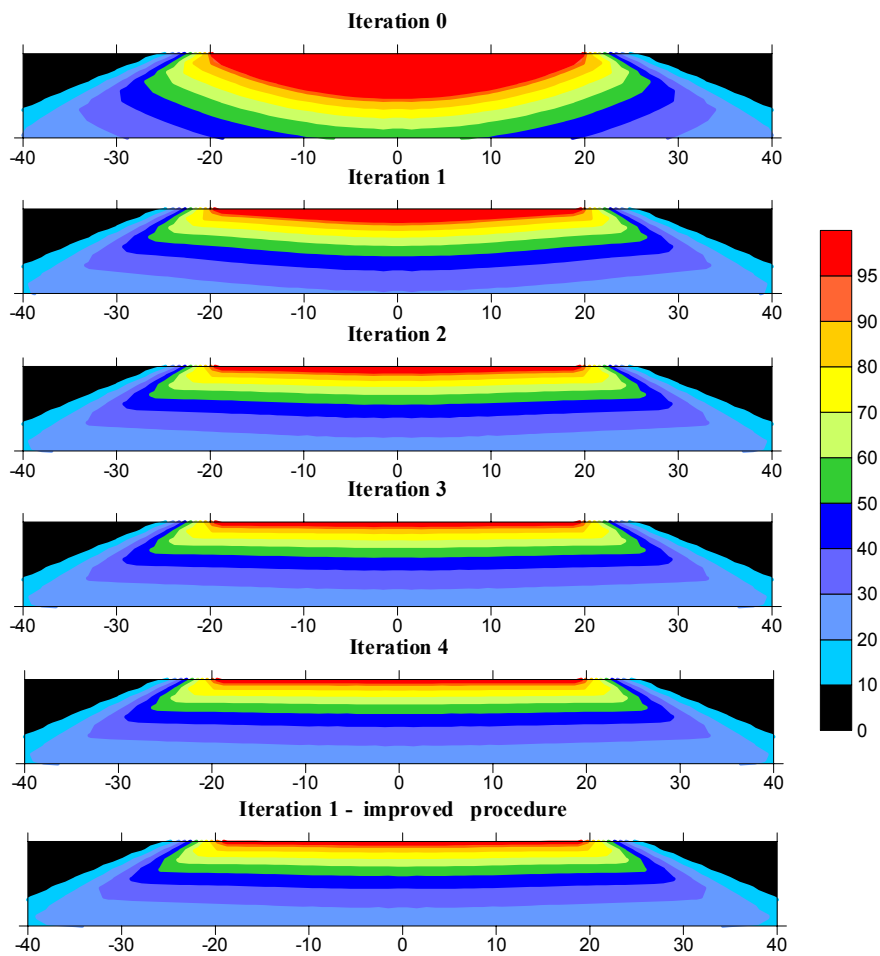 Iteration 0
-40 -30 -20 -10 0 10 20 30 40
Iteration 1
-40 -30 -20 -10 0 10 20 30 40
Iteration 2
-40 -30 -20 -10 0 10 20 30 40
Iteration 3
-40 -30 -20 -10 0 10 20 30 40
Iteration 4
-40 -30 -20 -10 0 10 20 30 40
Iteration 1 - improved procedure
-40 -30 -20 -10 0 10 20 30 40
95
90
80
70
60
50
40
30
20
10
0